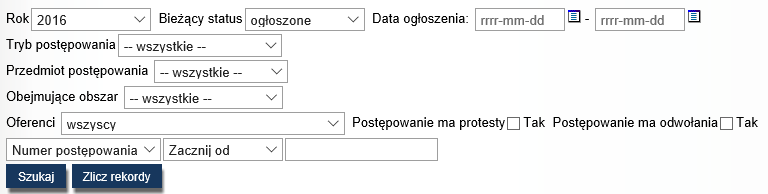 Rok 2016 Bieżący status ogłoszone Data ogłoszenia: rrrr-mm-dd - rrrr-mm-dd
Tryb postępowania -- wszystkie --
Przedmiot postępowania -- wszystkie --
Obejmujące obszar -- wszystkie --
Oferenci wszyscy Postępowanie ma protesty Tak Postępowanie ma odwołania Tak
Numer postępowania Zacznij od
Szukaj Zlicz rekordy